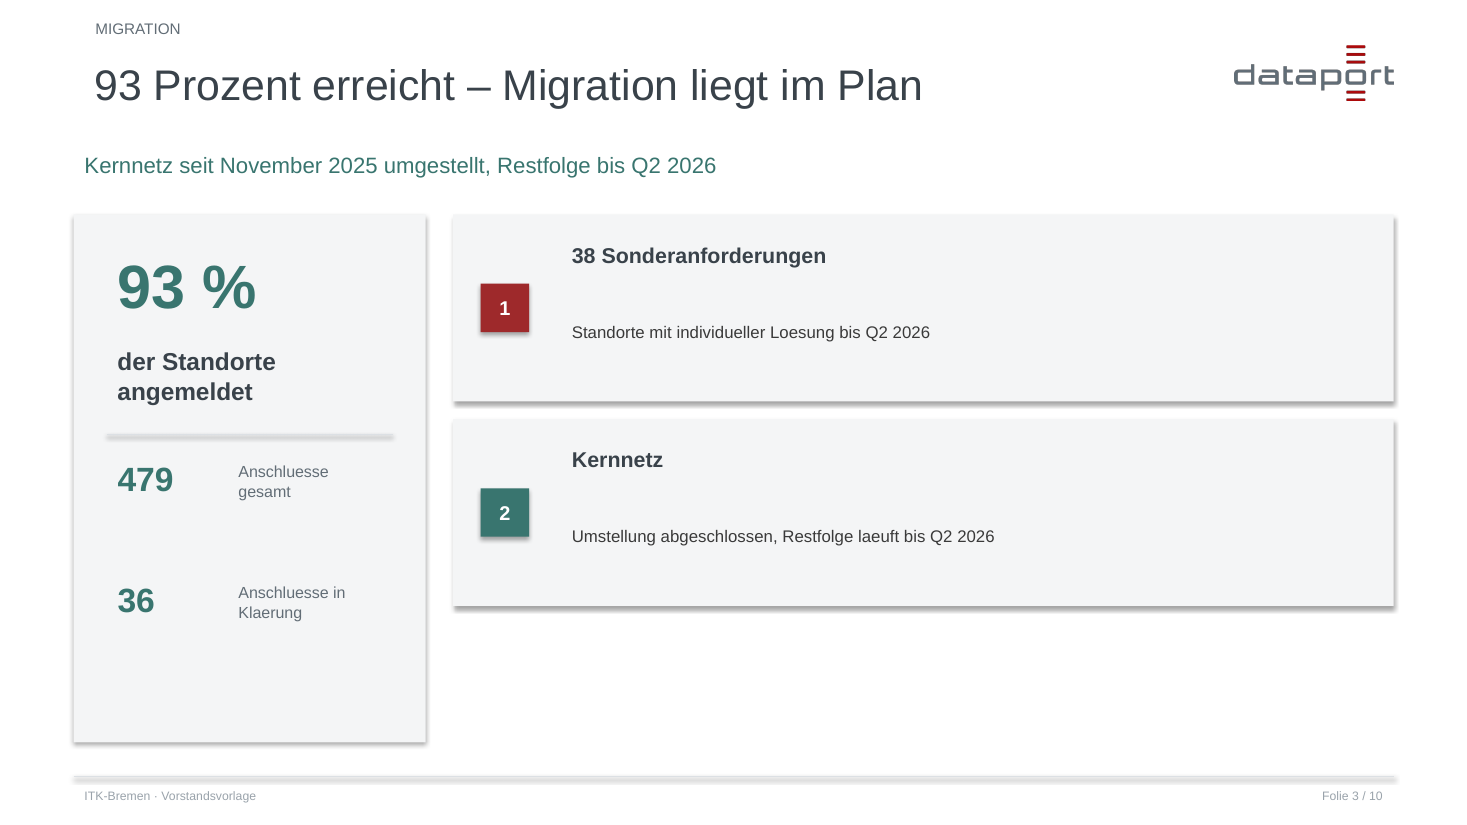 MIGRATION
93 Prozent erreicht – Migration liegt im Plan
dataport
Kernnetz seit November 2025 umgestellt, Restfolge bis Q2 2026
93 %
der Standorte
angemeldet
479
Anschluesse
gesamt
36
Anschluesse in
Klaerung
38 Sonderanforderungen
1
Standorte mit individueller Loesung bis Q2 2026
Kernnetz
2
Umstellung abgeschlossen, Restfolge laeuft bis Q2 2026
ITK-Bremen · Vorstandsvorlage
Folie 3 / 10